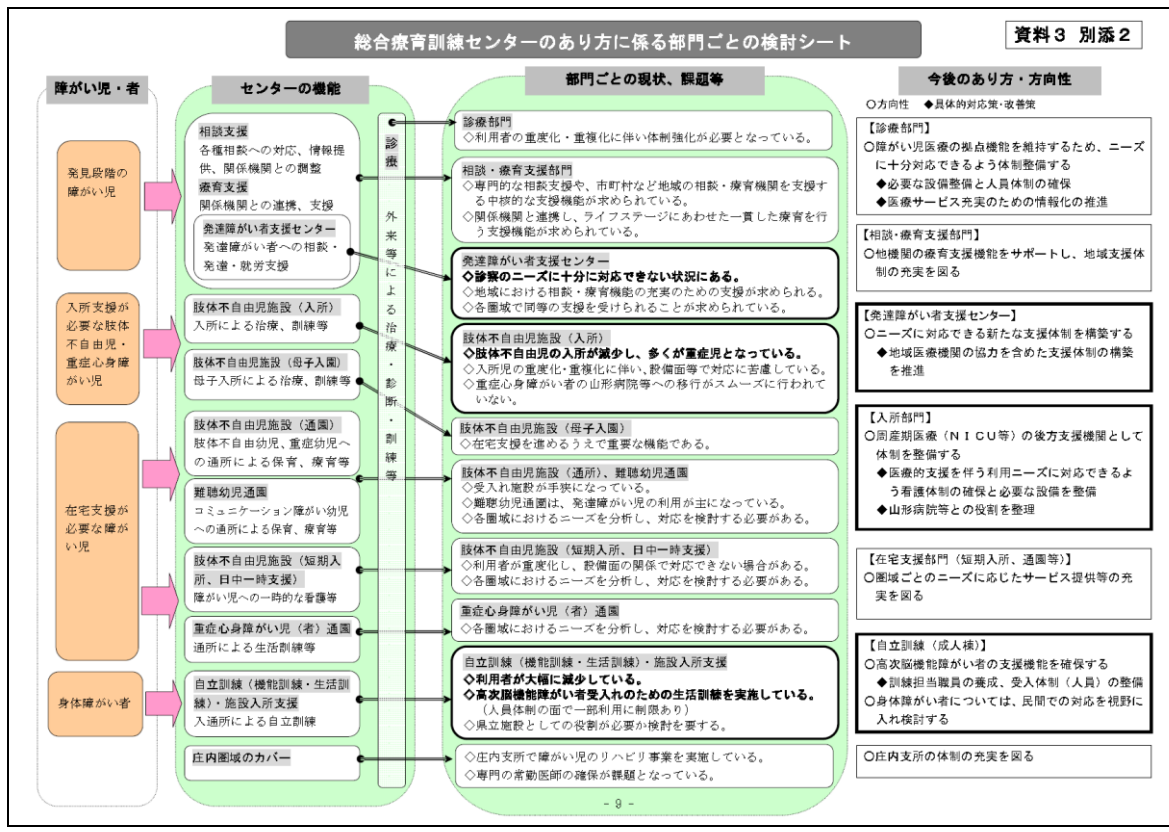 総合療育訓練センターのあり方に係る部門ごとの検討シート
資料3 別添2
障がい児・者
発見段階の
障がい児
入所支援が
必要な肢体
不自由児・
重症心身障
がい児
在宅支援が
必要な障が
い児
身体障がい者
センターの機能
相談支援
各種相談への対応、情報提
供、関係機関との調整
療育支援
関係機関との連携、支援
発達障がい者支援センター
発達障がい者への相談・
発達・就労支援
肢体不自由児施設（入所）
入所による治療、訓練等
肢体不自由児施設（母子入園）
母子入所による治療、訓練等
肢体不自由児施設（通園）
肢体不自由幼児、重症幼児へ
の通所による保育、療育等
難聴幼児通園
コミュニケーション障がい幼児
への通所による保育、療育等
肢体不自由児施設（短期入
所、日中一時支援）
障がい児への一時的な看護等
重症心身障がい児（者）通園
通所による生活訓練等
自立訓練（機能訓練・生活訓
練）・施設入所支援
入通所による自立訓練
庄内圏域のカバー
診療
外来等による治療・診断・訓練等
部門ごとの現状、課題等
診療部門
◇利用者の重度化・重複化に伴い体制強化が必要となっている。
相談・療育支援部門
◇専門的な相談支援や、市町村など地域の相談・療育機関を支援す
る中核的な支援機能が求められている。
◇関係機関と連携し、ライフステージにあわせた一貫した療育を行
う支援機能が求められている。
発達障がい者支援センター
◇診察のニーズに十分に対応できない状況にある。
◇地域における相談・療育機能の充実のための支援が求められる。
◇各圏域で同等の支援を受けられることが求められている。
肢体不自由児施設（入所）
◇肢体不自由児の入所が減少し、多くが重症児となっている。
◇入所児の重度化・重複化に伴い、設備面等で対応に苦慮している。
◇重症心身障がい者の山形病院等への移行がスムーズに行われて
いない。
肢体不自由児施設（母子入園）
◇在宅支援を進めるうえで重要な機能である。
肢体不自由児施設（通所）、難聴幼児通園
◇受入れ施設が手狭になっている。
◇難聴幼児通園は、発達障がい児の利用が主になっている。
◇各圏域におけるニーズを分析し、対応を検討する必要がある。
肢体不自由児施設（短期入所、日中一時支援）
◇利用者が重度化し、設備面の関係で対応できない場合がある。
◇各圏域におけるニーズを分析し、対応を検討する必要がある。
重症心身障がい児（者）通園
◇各圏域におけるニーズを分析し、対応を検討する必要がある。
自立訓練（機能訓練・生活訓練）・施設入所支援
◇利用者が大幅に減少している。
◇高次脳機能障がい者受入れのための生活訓練を実施している。
（人員体制の面で一部利用に制限あり）
◇県立施設としての役割が必要か検討を要する。
◇庄内支所で障がい児のリハビリ事業を実施している。
◇専門の常勤医師の確保が課題となっている。
今後のあり方・方向性
○方向性 ◆具体的対応策・改善策
【診療部門】
○障がい児医療の拠点機能を維持するため、ニーズ
に十分対応できるよう体制整備する
◆必要な設備整備と人員体制の確保
◆医療サービス充実のための情報化の推進
【相談・療育支援部門】
○他機関の療育支援機能をサポートし、地域支援体
制の充実を図る
【発達障がい者支援センター】
○ニーズに対応できる新たな支援体制を構築する
◆地域医療機関の協力を含めた支援体制の構築
を推進
【入所部門】
○周産期医療（NICU等）の後方支援機関として
体制を整備する
◆医療的支援を伴う利用ニーズに対応できるよ
う看護体制の確保と必要な設備を整備
◆山形病院等との役割を整理
【在宅支援部門（短期入所、通園等）】
○圏域ごとのニーズに応じたサービス提供等の充
実を図る
【自立訓練（成人棟）】
○高次脳機能障がい者の支援機能を確保する
◆訓練担当職員の養成、受入体制（人員）の整備
○身体障がい者については、民間での対応を視野に
入れ検討する
○庄内支所の体制の充実を図る
- 9 -